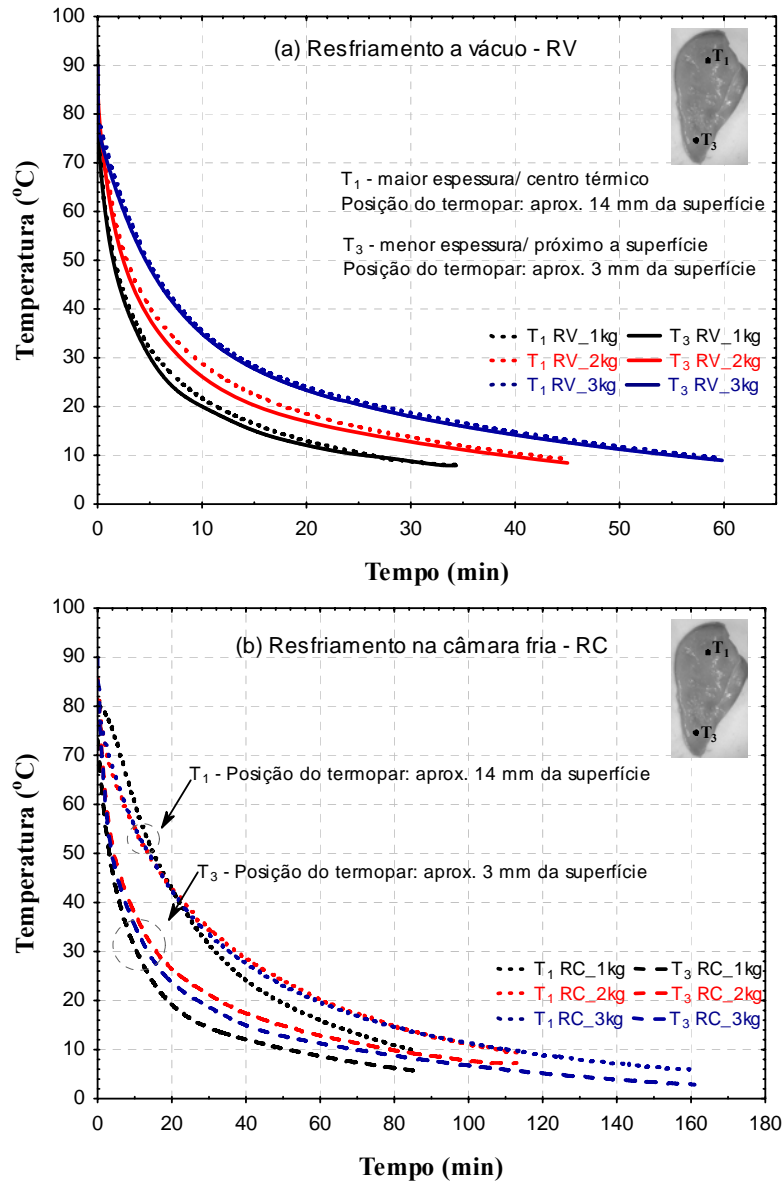 100
(a) Resfriamento a vácuo - RV
90
T1
80
T3
70
T1 - maior espessura/ centro térmico
Posição do termopar: aprox. 14 mm da superfície
60
T3 - menor espessura/ próximo a superfície
Posição do termopar: aprox. 3 mm da superfície
50
40
T1 RV_1kg T3 RV_1kg
T1 RV_2kg T3 RV_2kg
T1 RV_3kg T3 RV_3kg
30
20
10
0
Temperatura (°C)
0 10 20 30 40 50 60
Tempo (min)
100
(b) Resfriamento na câmara fria - RC
90
T1
80
T3
70
T1 - Posição do termopar: aprox. 14 mm da superfície
60
50
T3 - Posição do termopar: aprox. 3 mm da superfície
40
30
T1 RC_1kg T3 RC_1kg
T1 RC_2kg T3 RC_2kg
T1 RC_3kg T3 RC_3kg
20
10
0
Temperatura (°C)
0 20 40 60 80 100 120 140 160 180
Tempo (min)